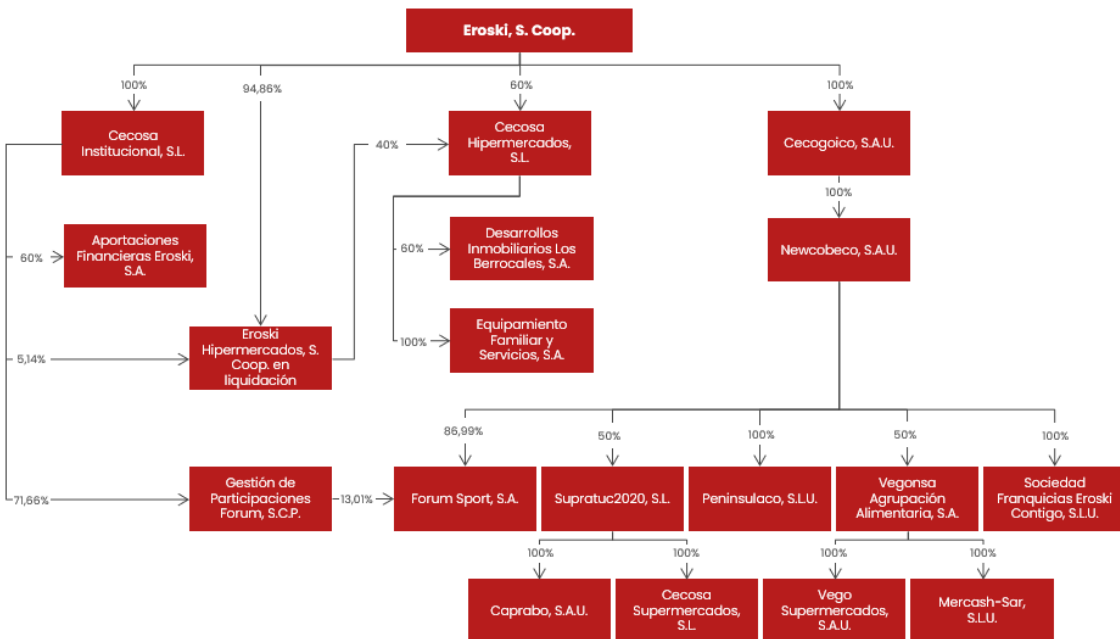 Eroski, S. Coop.
100%
94,86%
60%
100%
Cecosa
Institucional, S.L.
40%
Cecosa
Hipermercados,
S.L.
Cecogoico, S.A.U.
100%
60%
Aportaciones
Financieras Eroski,
S.A.
60%
Desarrollos
Inmobiliarios Los
Berrocales, S.A.
Newcobeco, S.A.U.
5,14%
Eroski
Hipermercados, S.
Coop. en
liquidación
100%
Equipamiento
Familiar y
Servicios, S.A.
86,99%
50%
100%
50%
100%
71,66%
Gestión de
Participaciones
Forum, S.C.P.
13,01%
Forum Sport, S.A.
Supratuc2020, S.L.
Peninsulaco, S.L.U.
Vegonsa
Agrupación
Alimentaria, S.A.
Sociedad
Franquicias Eroski
Contigo, S.L.U.
100%
100%
100%
100%
Caprabo, S.A.U.
Cecosa
Supermercados,
S.L.
Vego
Supermercados,
S.A.U.
Mercash-Sar,
S.L.U.